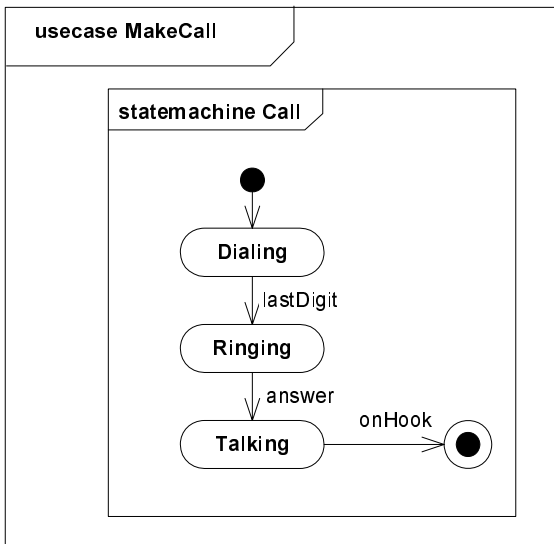 usecase MakeCall
statemachine Call
Dialing
lastDigit
Ringing
answer
onHook
Talking